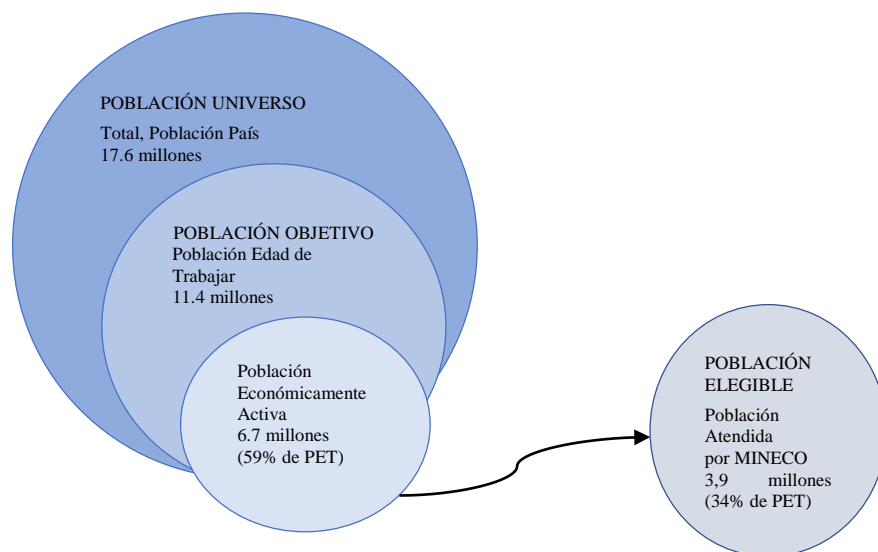 POBLACIÓN UNIVERSO
Total, Población País
17.6 millones
POBLACIÓN OBJETIVO
Población Edad de
Trabajar
11.4 millones
Población
Económicamente
Activa
6.7 millones
(59% de PET)
POBLACIÓN
ELEGIBLE
Población
Atendida
por MINECO
3,9 millones
(34% de PET)